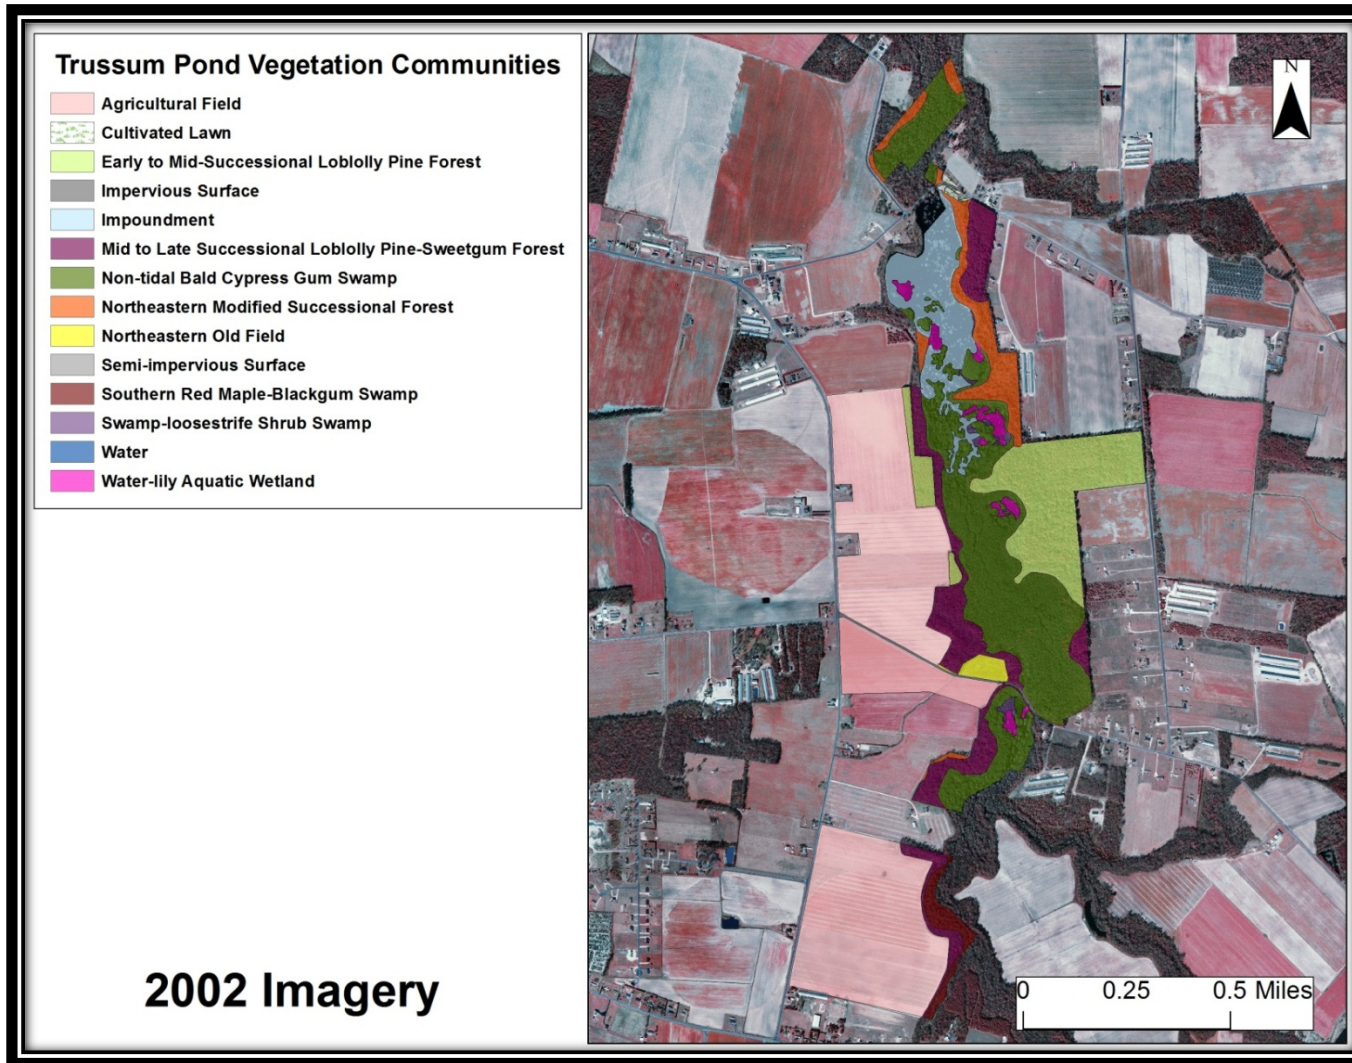 Trussum Pond Vegetation Communities
Agricultural Field
Cultivated Lawn
Early to Mid-Successional Loblolly Pine Forest
Impervious Surface
Impoundment
Mid to Late Successional Loblolly Pine-Sweetgum Forest
Non-tidal Bald Cypress Gum Swamp
Northeastern Modified Successional Forest
Northeastern Old Field
Semi-impervious Surface
Southern Red Maple-Blackgum Swamp
Swamp-loosestrife Shrub Swamp
Water
Water-lily Aquatic Wetland
N
2002 Imagery
0 0.25 0.5 Miles